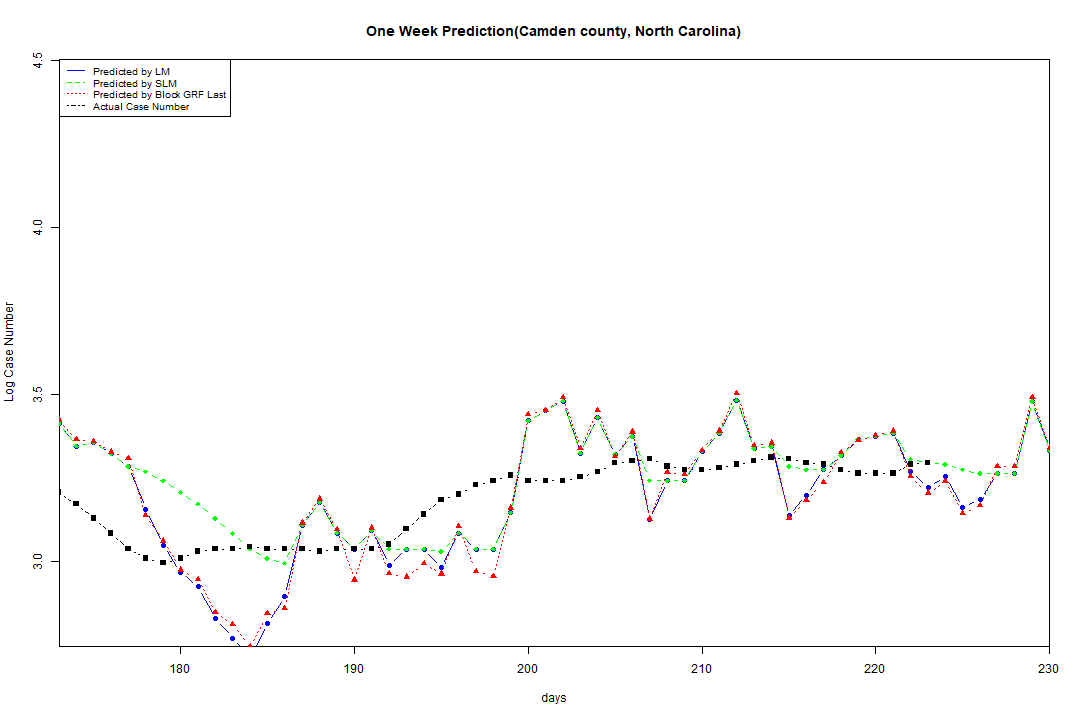 One Week Prediction(Camden county, North Carolina)
Predicted by LM
Predicted by SLM
Predicted by Block GRF Last
Actual Case Number
4.5
4.0
3.5
3.0
Log Case Number
180 190 200 210 220 230
days